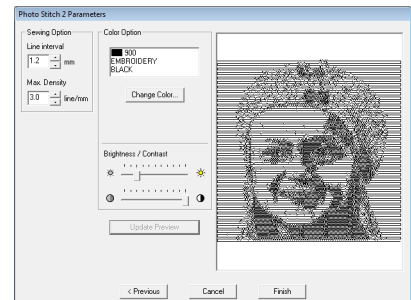 Photo Stitch 2 Parameters
Sewing Option
Line interval
1.2 mm
Max. Density
3.0 line/mm
Color Option
900
EMBROIDERY
BLACK
Change Color...
Brightness / Contrast
Update Preview
< Previous
Cancel
Finish